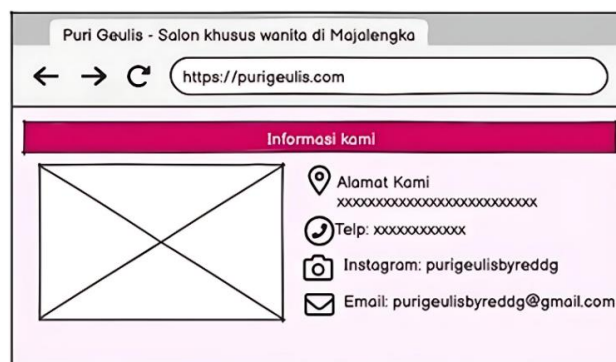 Puri Geulis - Salon khusus wanita di Majalengka
https://purigeulis.com
Informasi kami
Alamat Kami
xxxxxxxxxxxxxxxxxxxxxxxxxx
Telp: xxxxxxxxxxxx
Instagram: purigeulisbyreddg
Email: purigeulisbyreddg@gmail.com